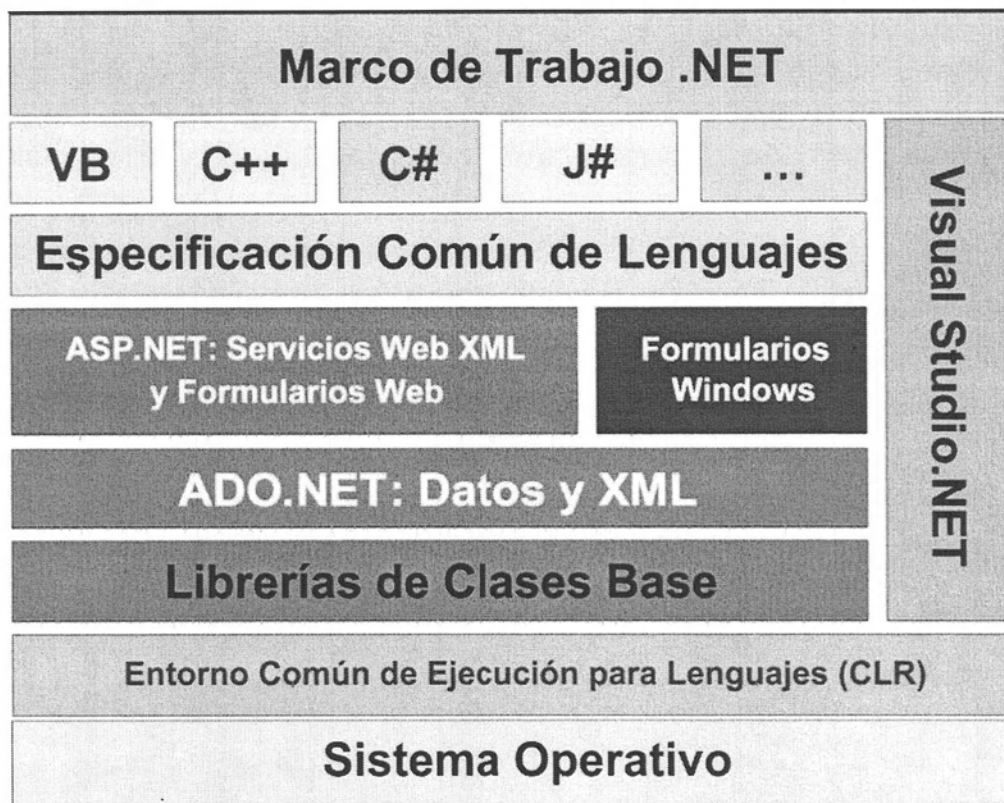 Marco de Trabajo .NET
VB
C++
C#
J#
...
Especificación Común de Lenguajes
ASP.NET: Servicios Web XML
y Formularios Web
Formularios
Windows
ADO.NET: Datos y XML
Librerías de Clases Base
Visual Studio.NET
Entorno Común de Ejecución para Lenguajes (CLR)
Sistema Operativo